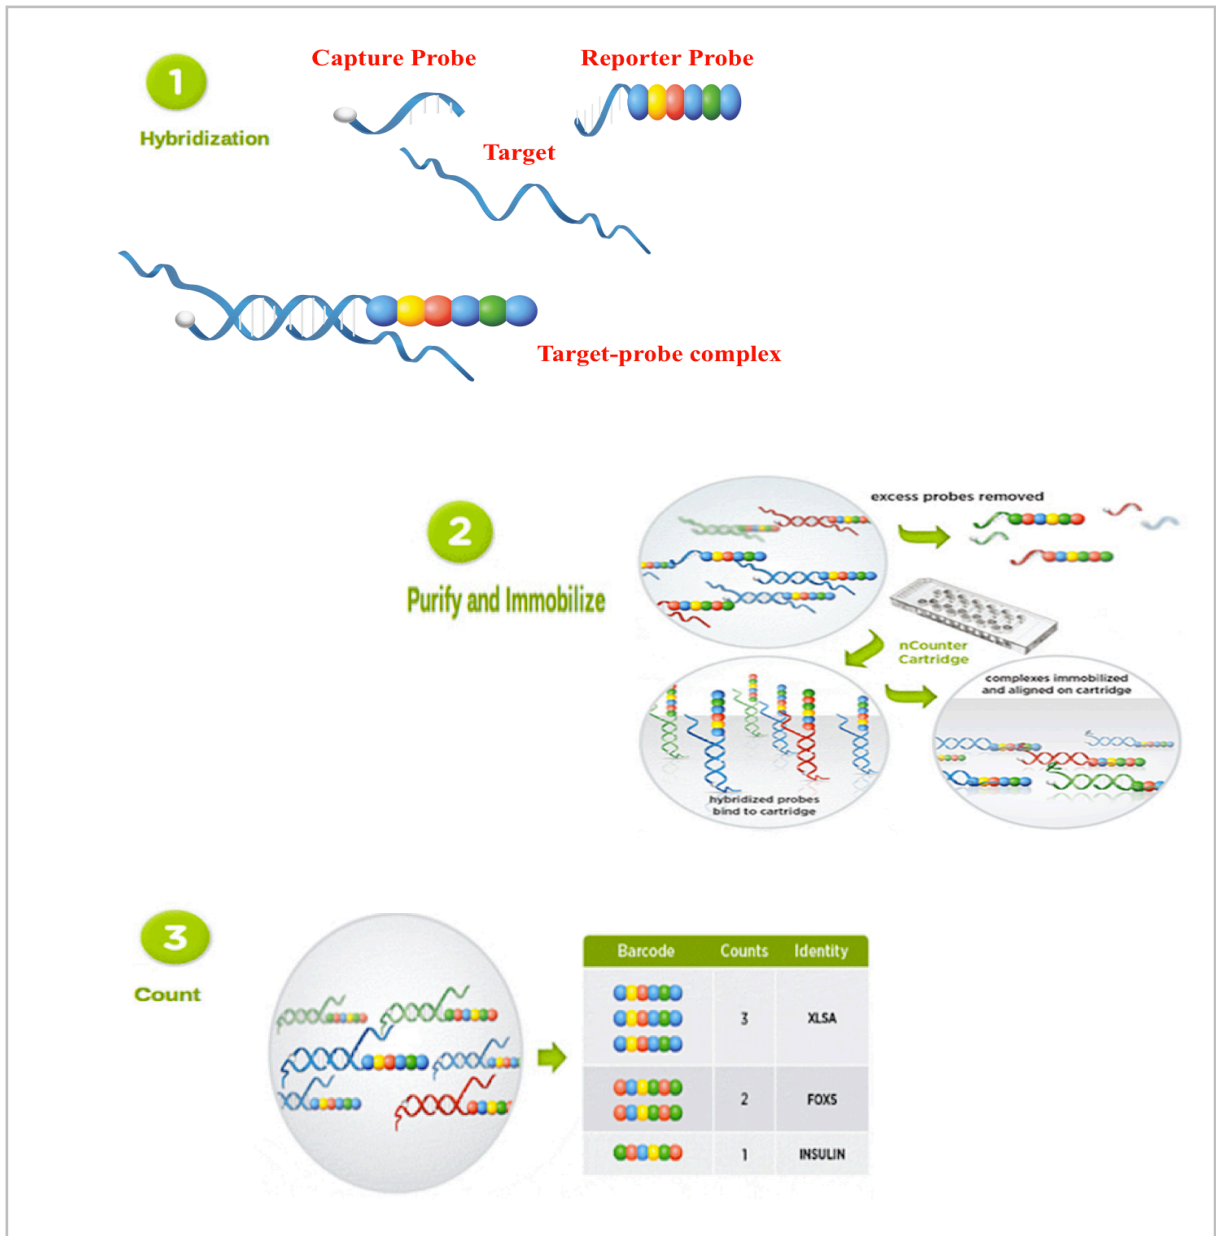 1
Hybridization
Capture Probe
Reporter Probe
Target
Target-probe complex
2
Purify and Immobilize
excess probes removed
nCounter
Cartridge
hybridized probes
bind to cartridge
complexes immobilized
and aligned on cartridge
3
Count
Barcode Counts Identity
3 XLSA
2 FOXS
1 INSULIN